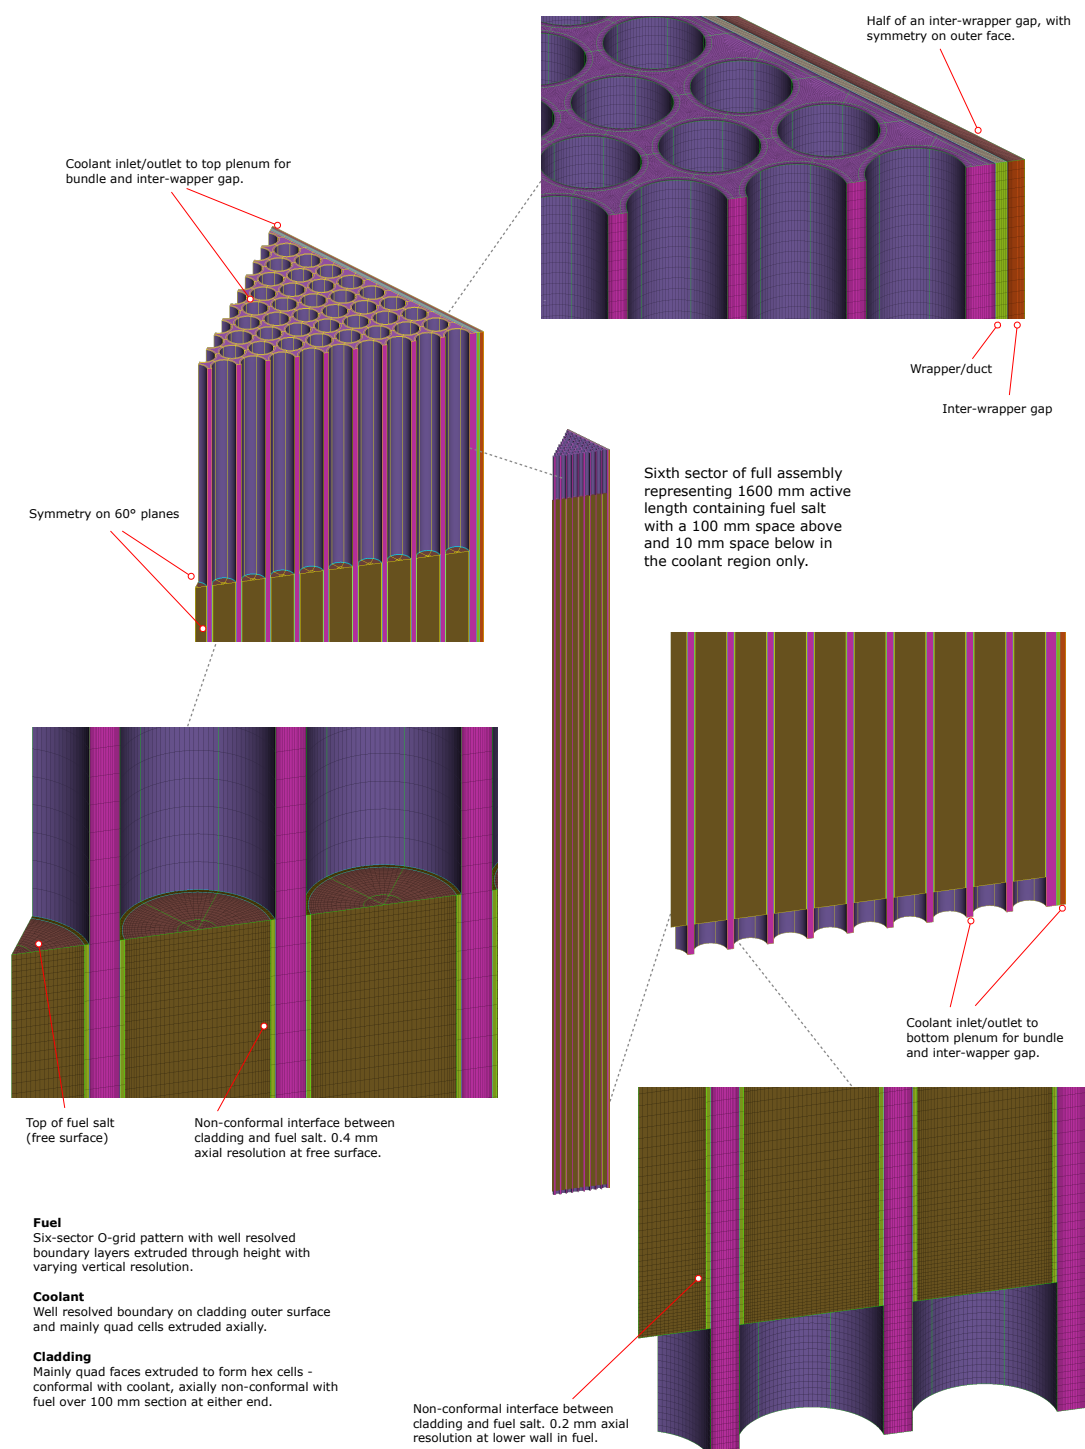 Half of an inter-wrapper gap, with
symmetry on outer face.
Coolant inlet/outlet to top plenum for
bundle and inter-wapper gap.
Wrapper/duct
Inter-wrapper gap
Sixth sector of full assembly
representing 1600 mm active
length containing fuel salt
with a 100 mm space above
and 10 mm space below in
the coolant region only.
Symmetry on 60° planes
Coolant inlet/outlet to
bottom plenum for bundle
and inter-wapper gap.
Top of fuel salt
(free surface)
Non-conformal interface between
cladding and fuel salt. 0.4 mm
axial resolution at free surface.
Fuel
Six-sector O-grid pattern with well resolved
boundary layers extruded through height with
varying vertical resolution.
Coolant
Well resolved boundary on cladding outer surface
and mainly quad cells extruded axially.
Cladding
Mainly quad faces extruded to form hex cells -
conformal with coolant, axially non-conformal with
fuel over 100 mm section at either end.
Non-conformal interface between
cladding and fuel salt. 0.2 mm axial
resolution at lower wall in fuel.